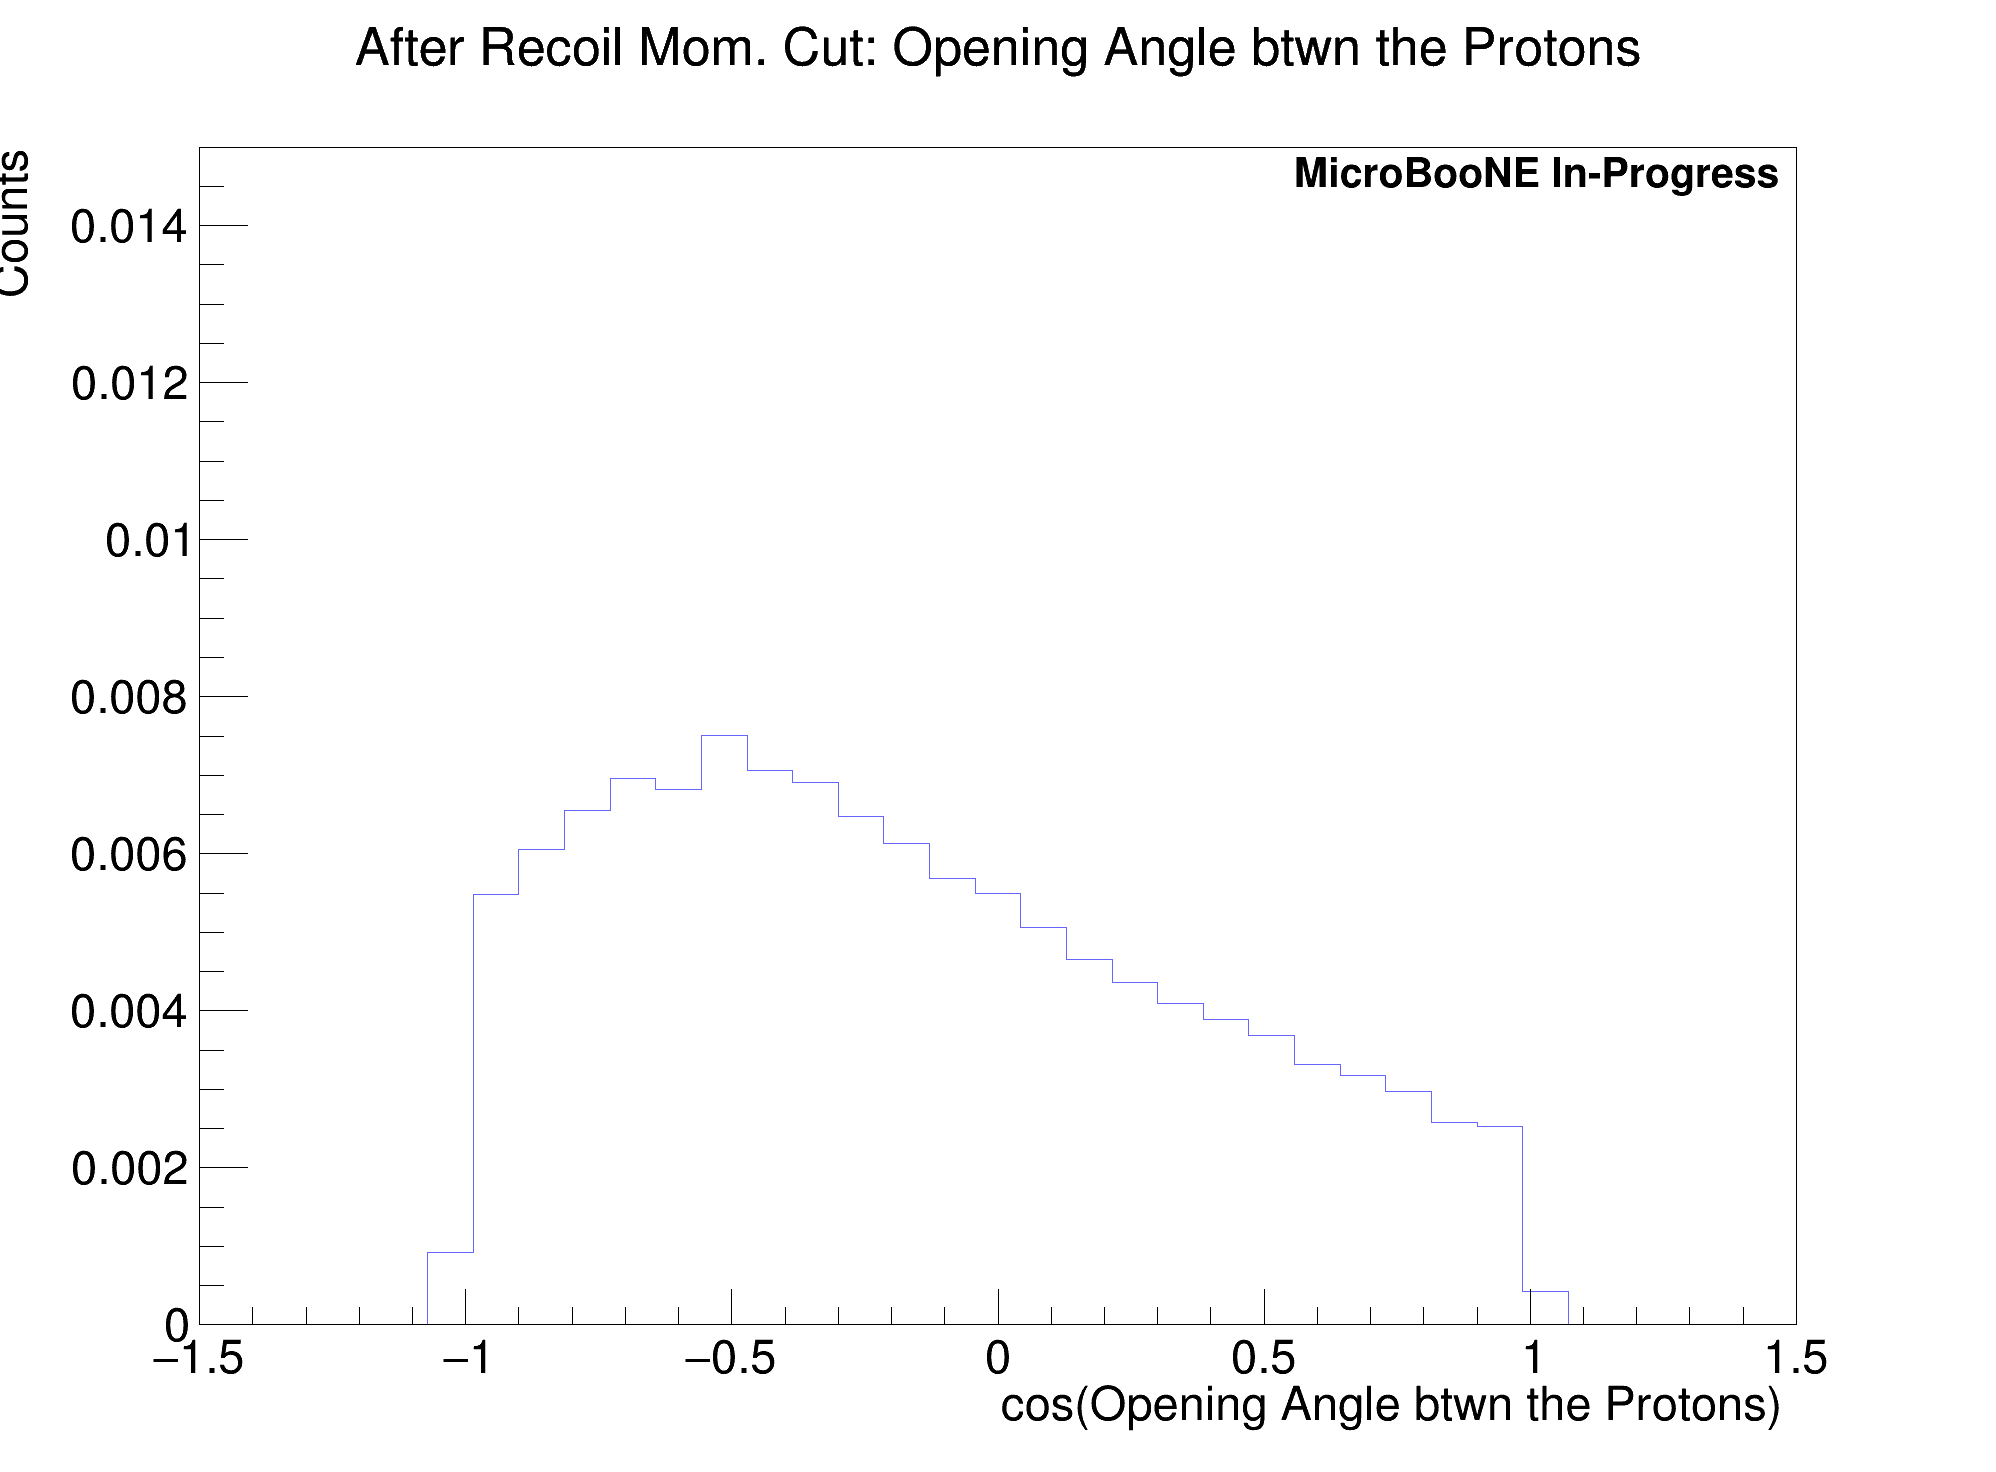 After Recoil Mom. Cut: Opening Angle btwn the Protons
MicroBooNE In-Progress
Counts
0.014
0.012
0.01
0.008
0.006
0.004
0.002
0
−1.5 −1 −0.5 0 0.5 1 1.5
cos(Opening Angle btwn the Protons)